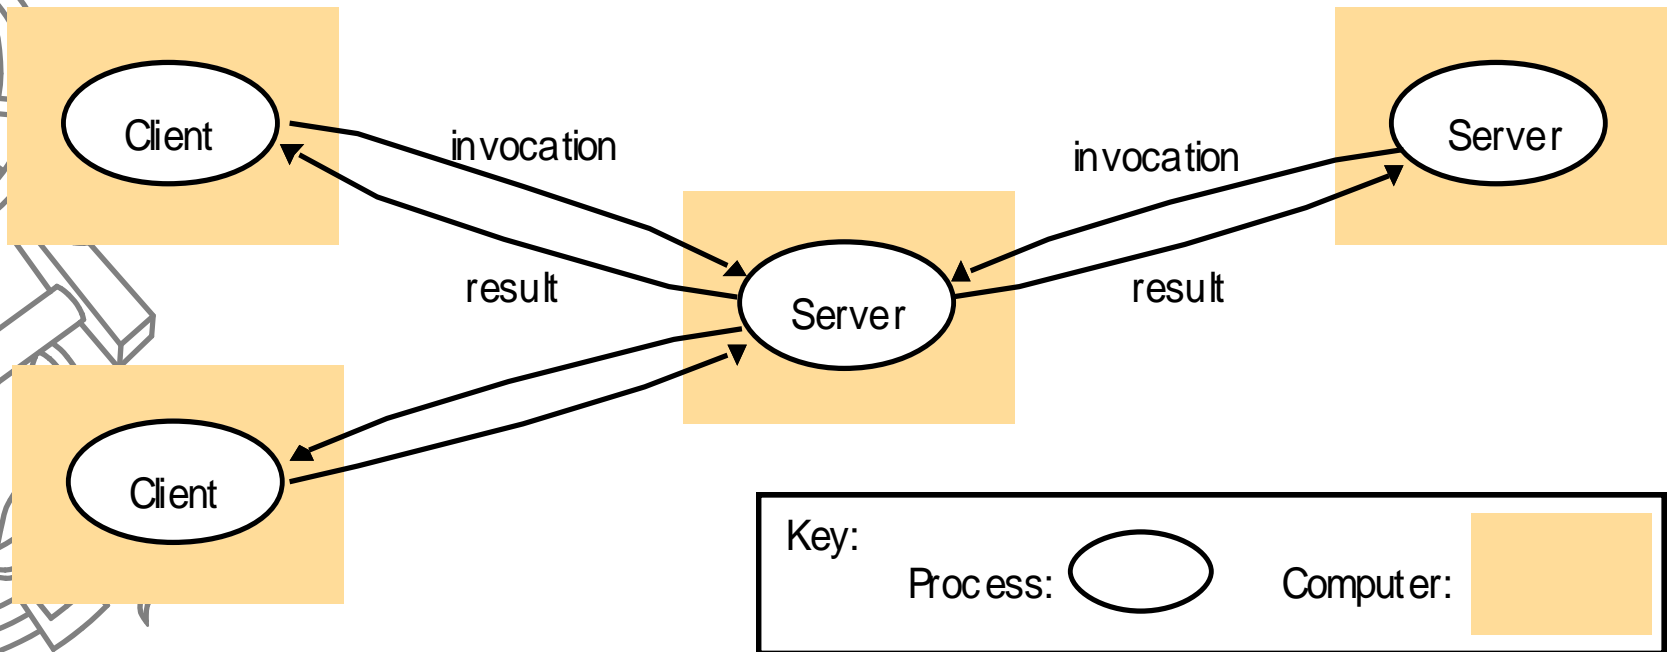 Client
invocation
result
Server
invocation
result
Server
Client
Key:
Process:
Computer: